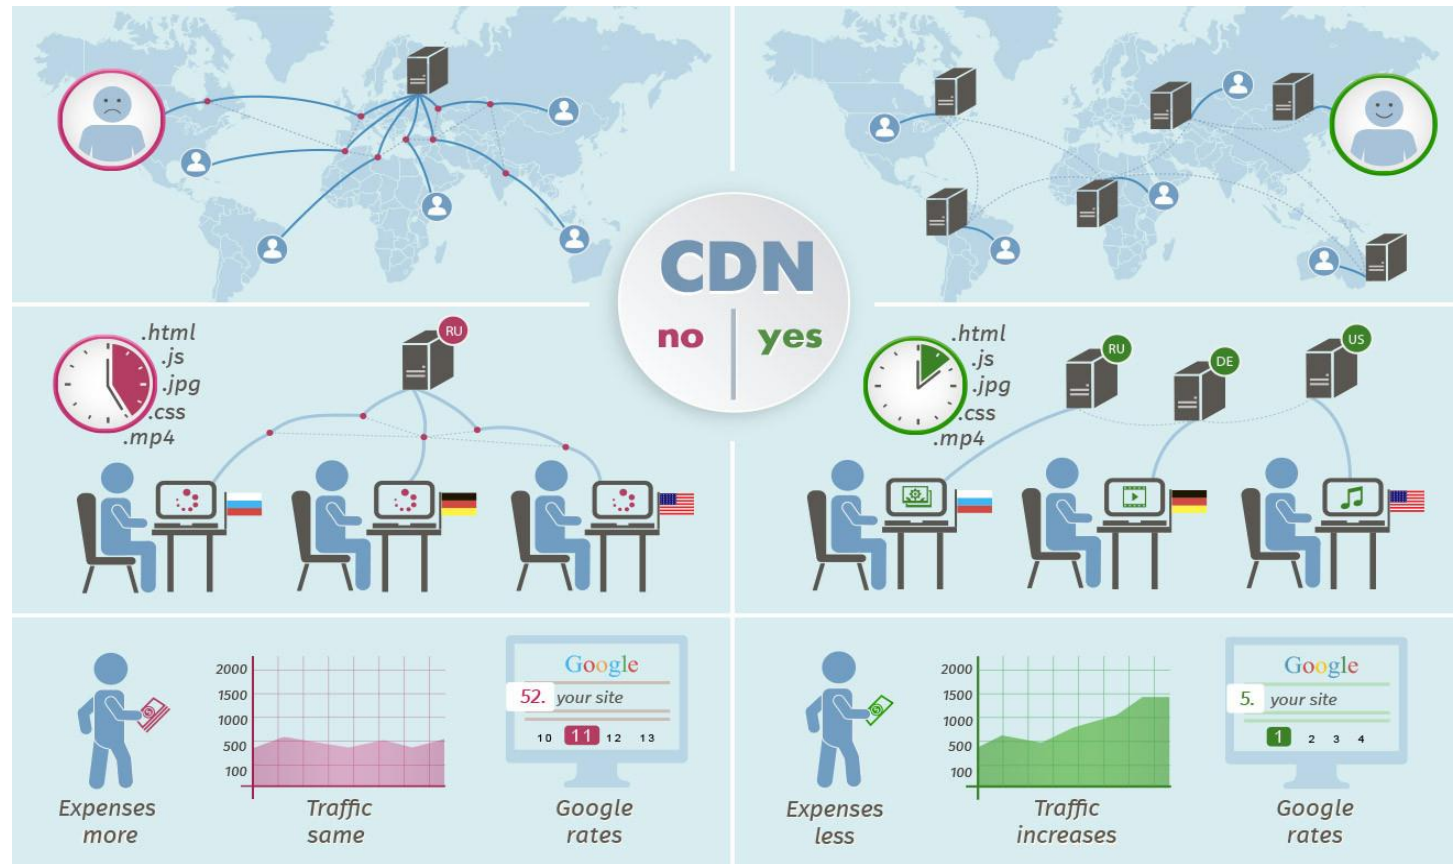 CDN
no
yes
.html
.js
.jpg
.css
.mp4
RU
.html
.js
.jpg
.css
.mp4
RU
DE
US
2000
1500
1000
500
100
Google
52. your site
10 11 12 13
Expenses
more
Traffic
same
Google
rates
2000
1500
1000
500
100
Google
5. your site
1 2 3 4
Expenses
less
Traffic
increases
Google
rates